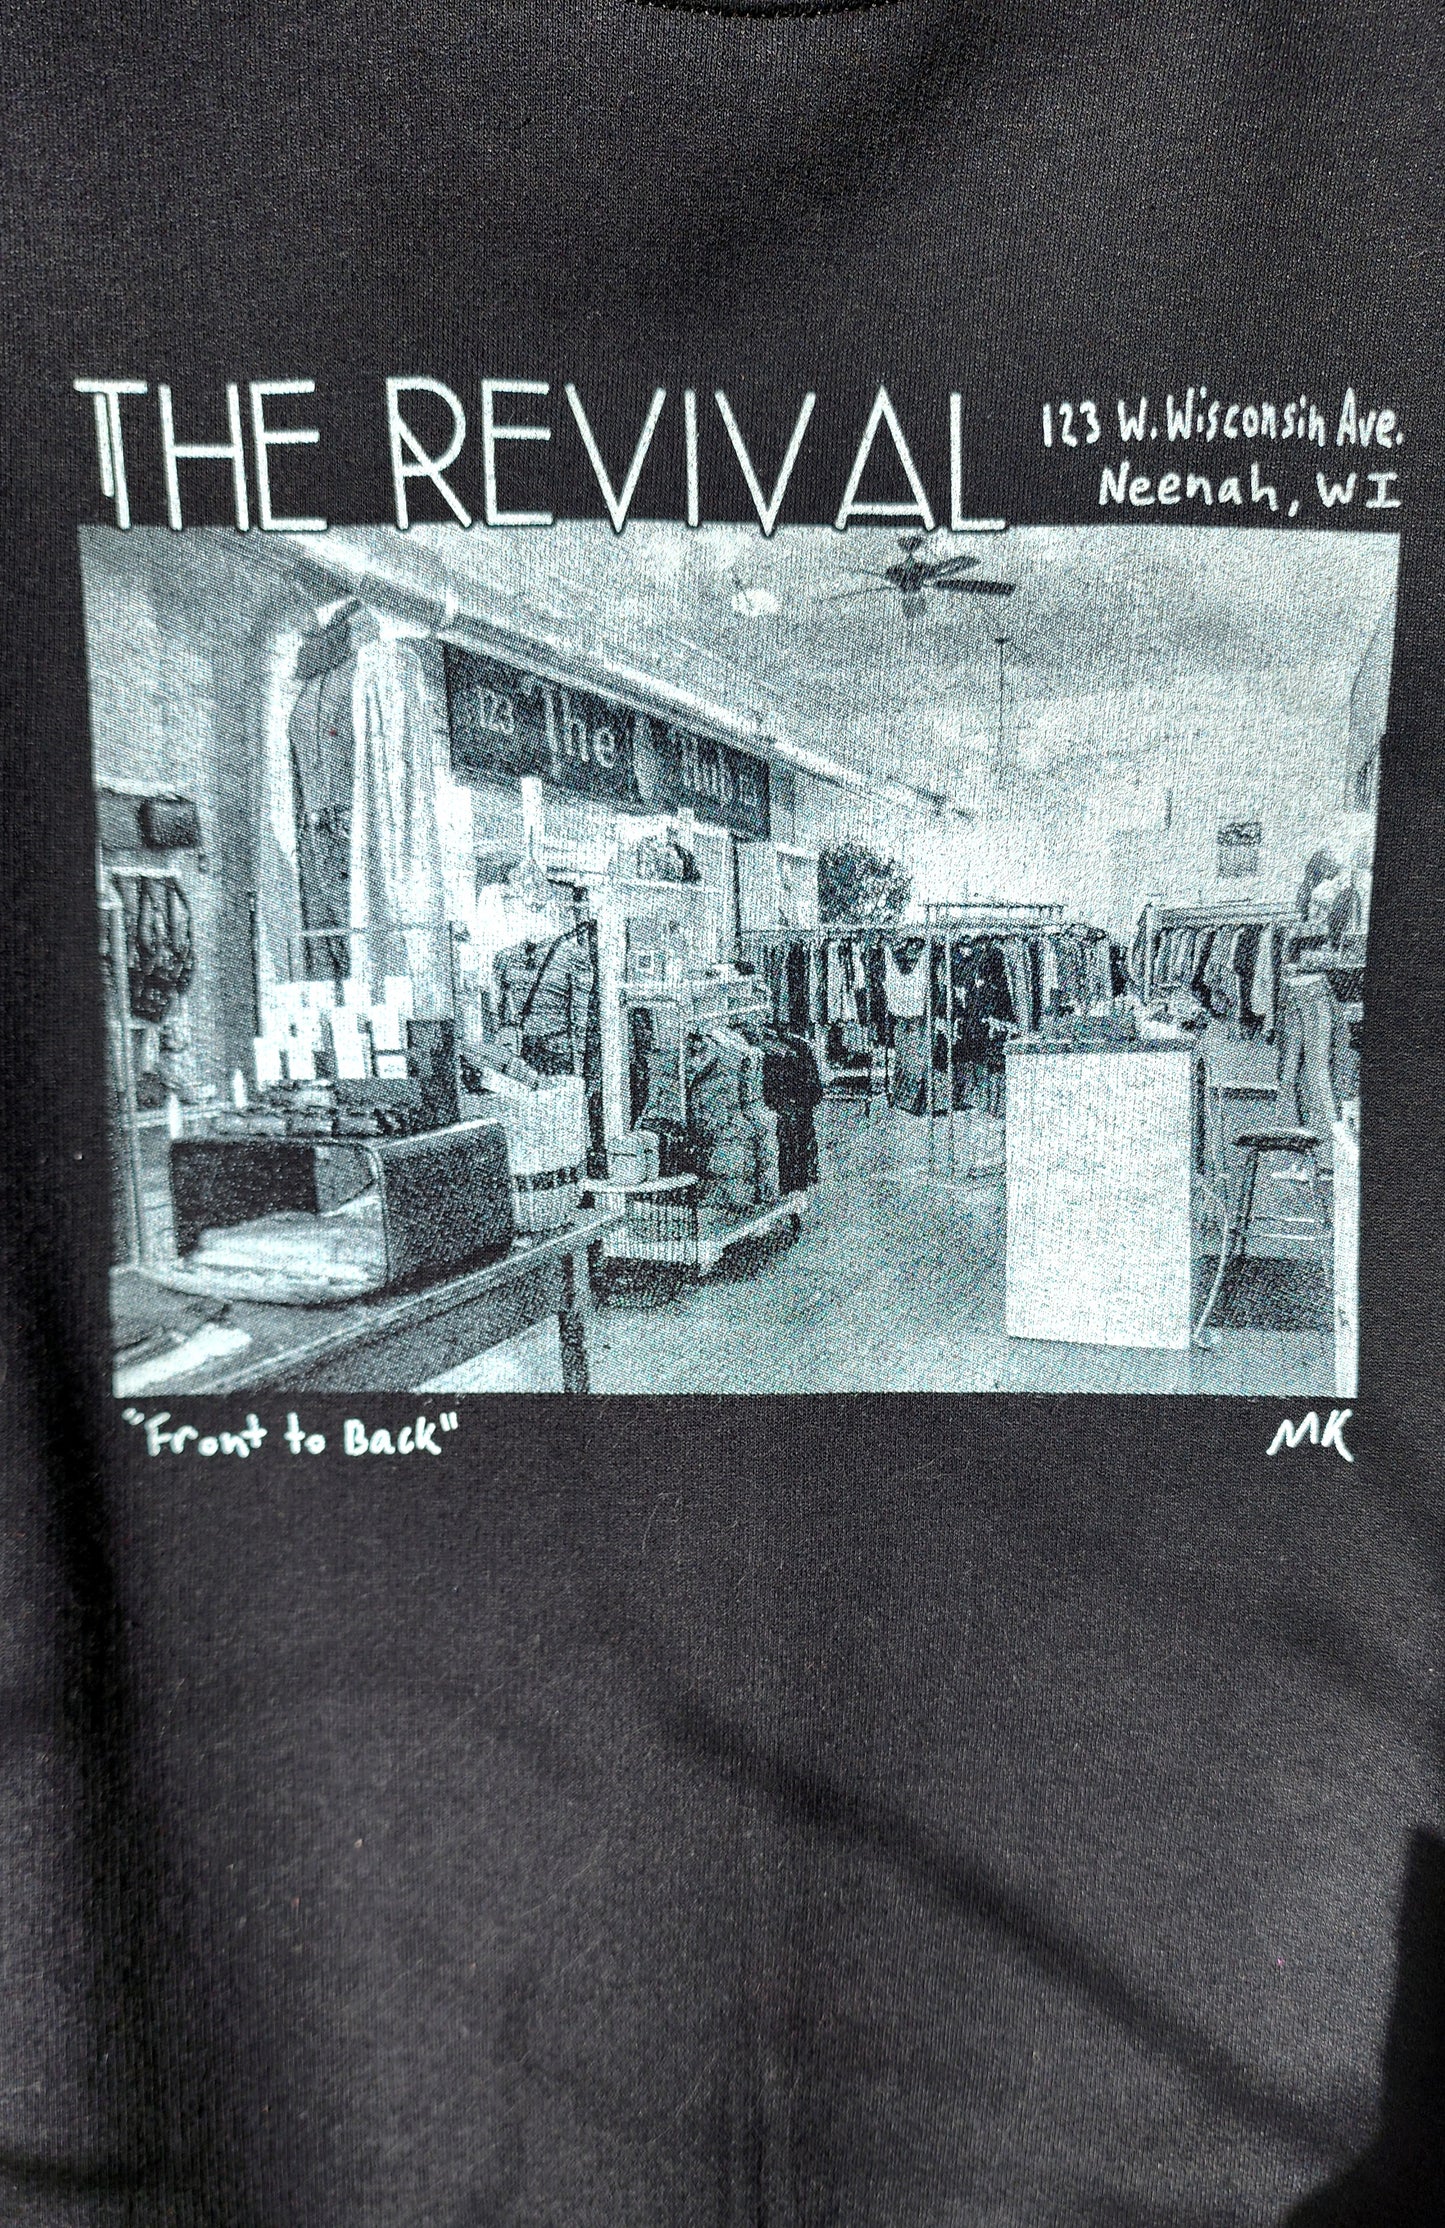 THE REVIVAL
123 W. Wisconsin Ave.
Neenah, WI
123 The
"Front to Back"
MK